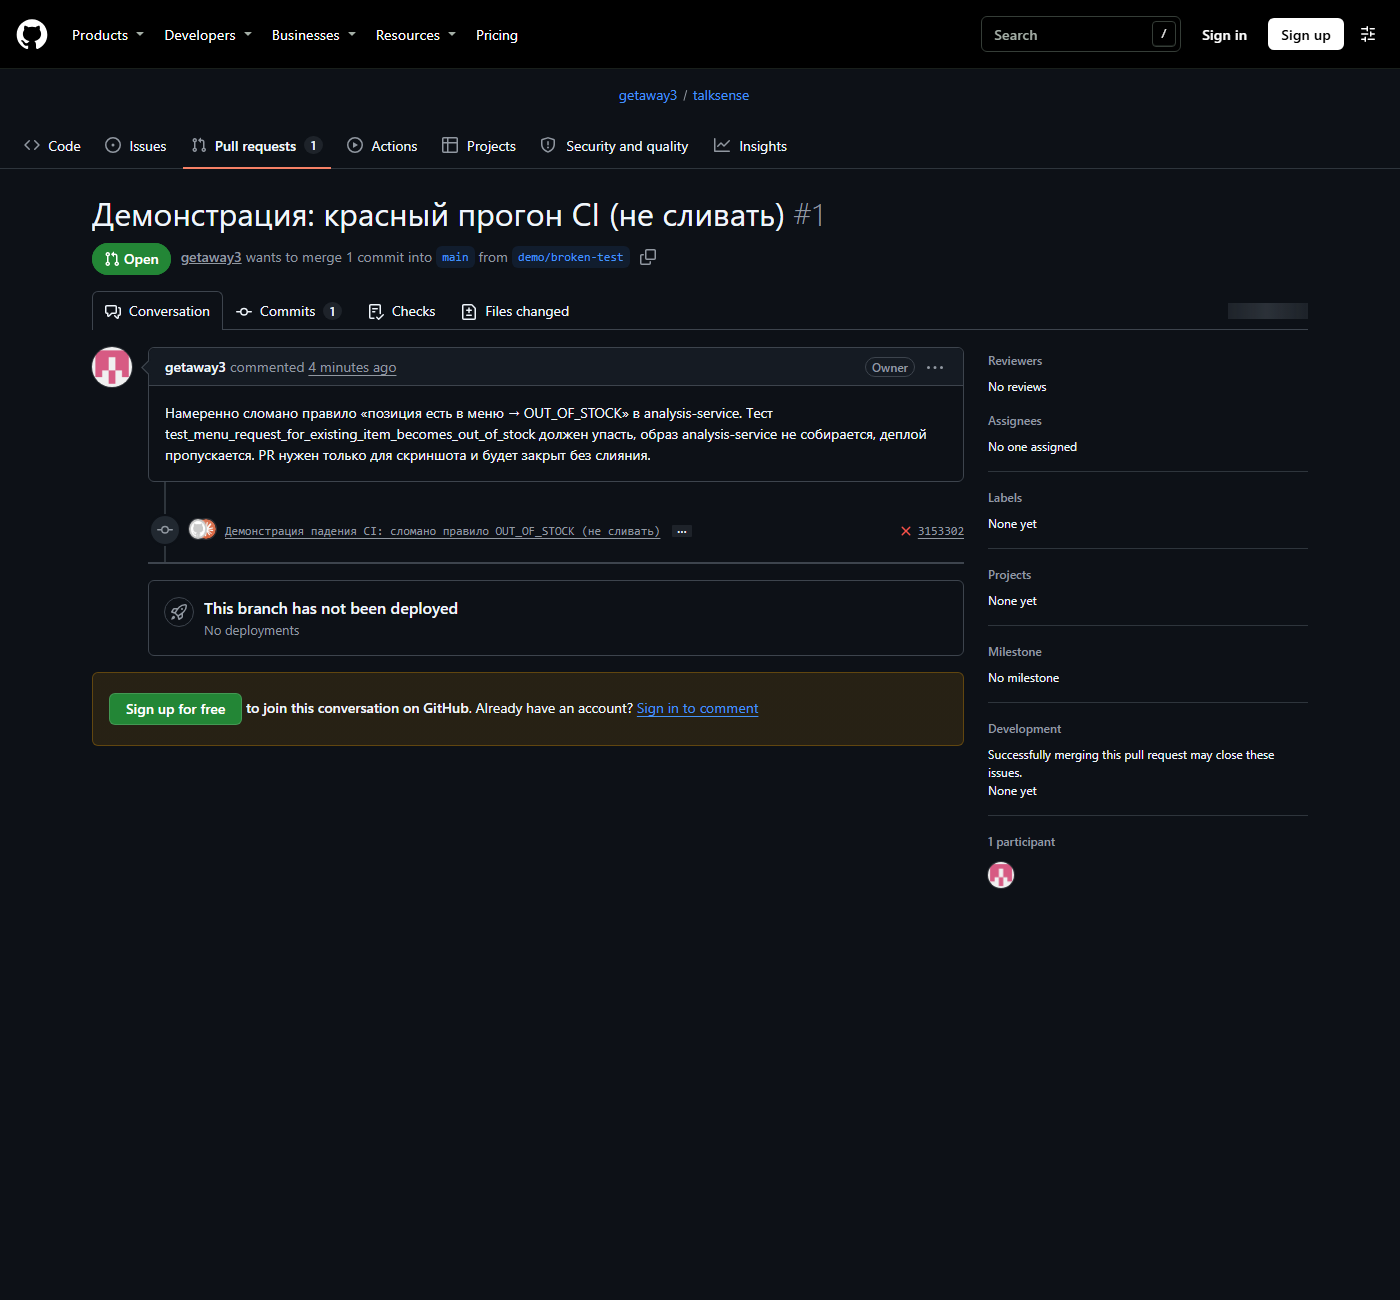 Products Developers Businesses Resources Pricing Search / Sign in Sign up
getaway3 / talksense
Code Issues Pull requests 1 Actions Projects Security and quality Insights
Демонстрация: красный прогон CI (не сливать) #1
Open getaway3 wants to merge 1 commit into main from demo/broken-test
Conversation Commits 1 Checks Files changed
getaway3 commented 4 minutes ago Owner
Намеренно сломано правило «позиция есть в меню → OUT_OF_STOCK» в analysis-service. Тест
test_menu_request_for_existing_item_becomes_out_of_stock должен упасть, образ analysis-service не собирается, деплой
пропускается. PR нужен только для скриншота и будет закрыт без слияния.
Демонстрация падения CI: сломано правило OUT_OF_STOCK (не сливать) … 3153302
This branch has not been deployed
No deployments
Sign up for free to join this conversation on GitHub. Already have an account? Sign in to comment
Reviewers
No reviews
Assignees
No one assigned
Labels
None yet
Projects
None yet
Milestone
No milestone
Development
Successfully merging this pull request may close these
issues.
None yet
1 participant